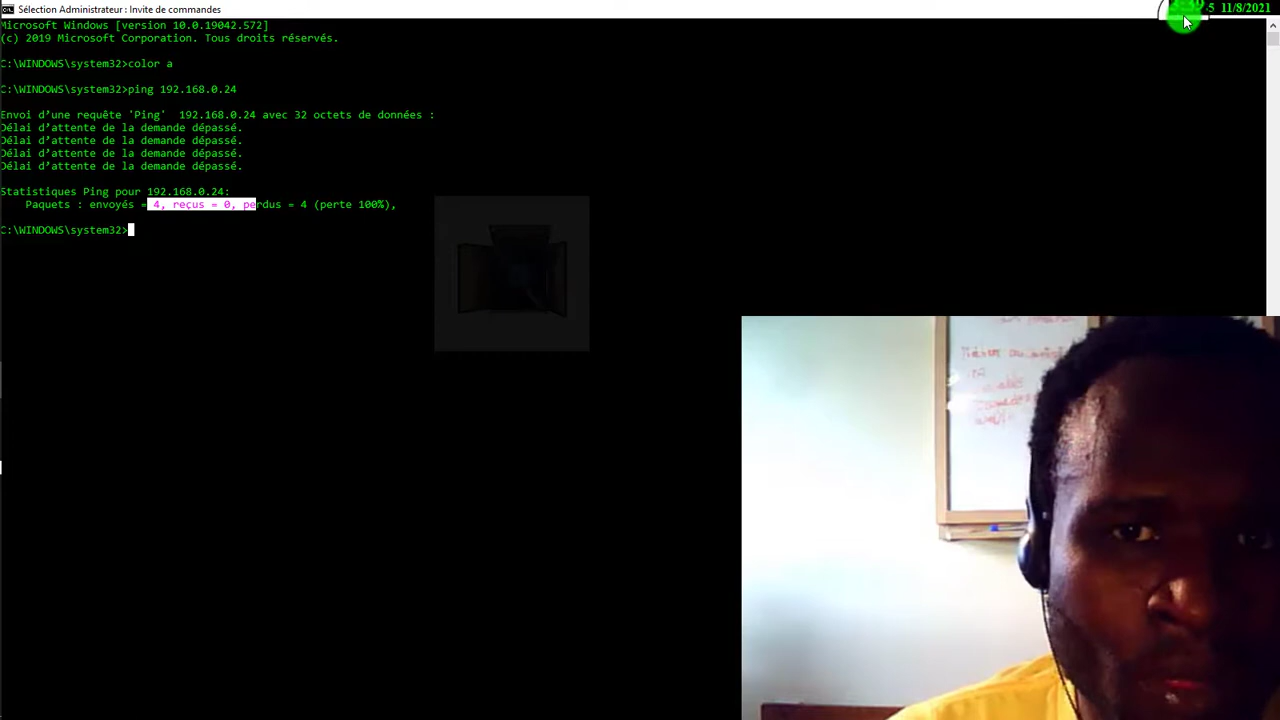 Sélection Administrateur : Invite de commandes
5 11/8/2021
Microsoft Windows [version 10.0.19042.572]
(c) 2019 Microsoft Corporation. Tous droits réservés.
C:\WINDOWS\system32>color a
C:\WINDOWS\system32>ping 192.168.0.24
Envoi d’une requête 'Ping'  192.168.0.24 avec 32 octets de données :
Délai d’attente de la demande dépassé.
Délai d’attente de la demande dépassé.
Délai d’attente de la demande dépassé.
Délai d’attente de la demande dépassé.
Statistiques Ping pour 192.168.0.24:
Paquets : envoyés = 4, reçus = 0, perdus = 4 (perte 100%),
C:\WINDOWS\system32>